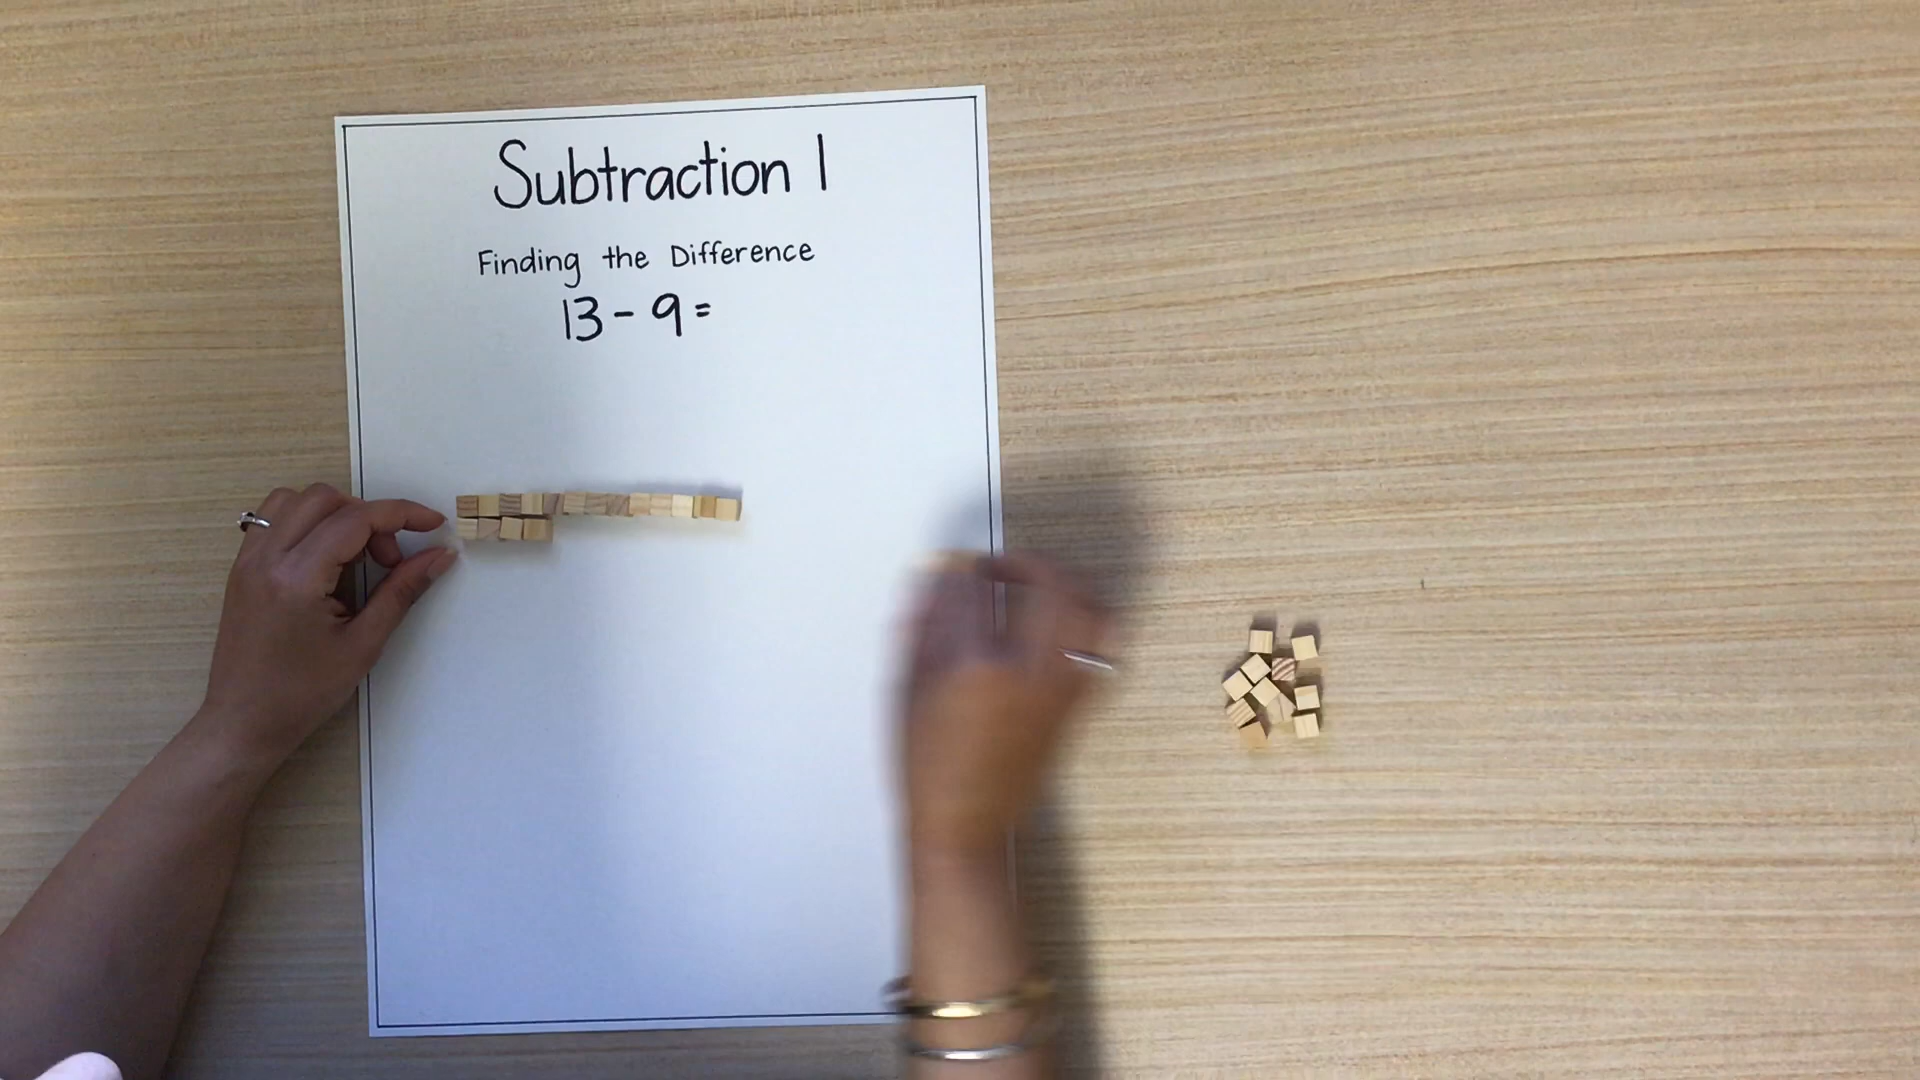 Subtraction 1
Finding the Difference
13 - 9 =